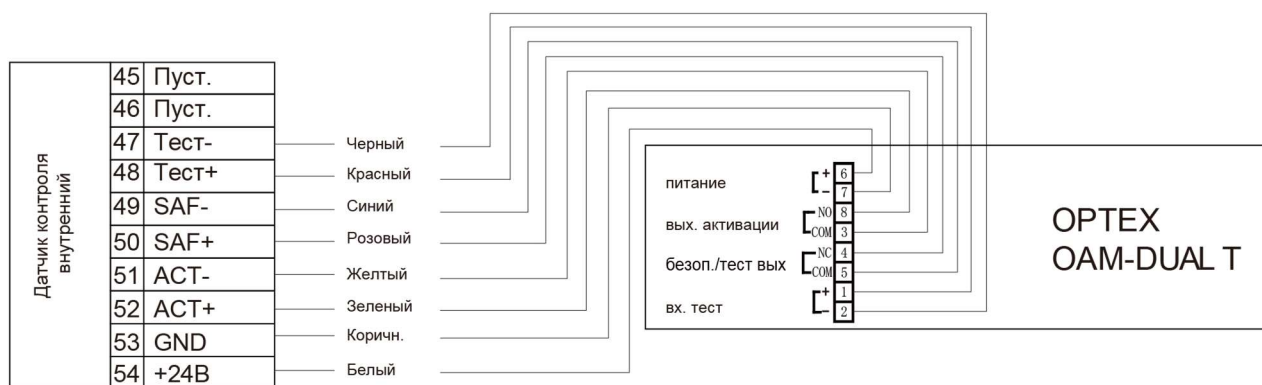 45 Пуст.
46 Пуст.
47 Тест-
48 Тест+
49 SAF-
50 SAF+
51 ACT-
52 ACT+
53 GND
54 +24В
Датчик контроля
внутренний
Черный
Красный
Синий
Розовый
Желтый
Зеленый
Коричн.
Белый
питание
+ 6
- 7
вых. активации
NO 8
COM 3
безоп./тест вых
NC 4
COM 5
вх. тест
+ 1
- 2
OPTEX
OAM-DUAL T